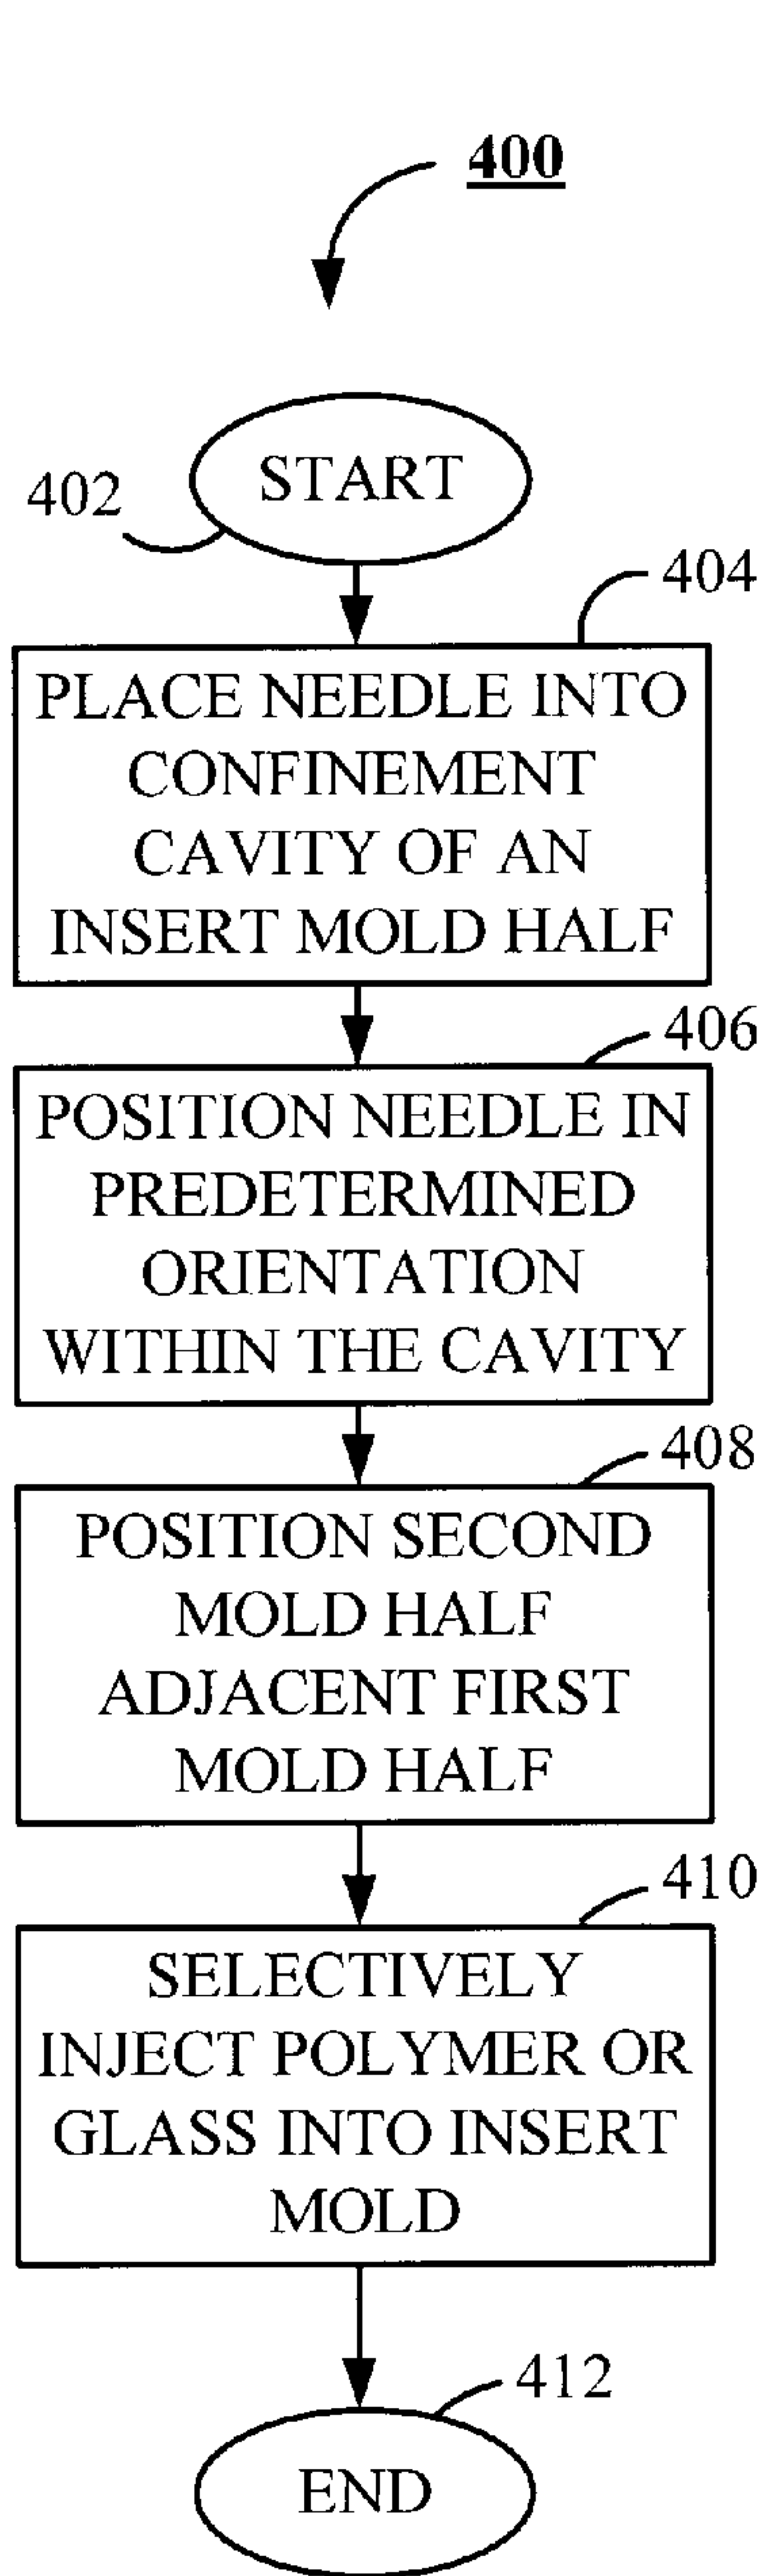 400
START
402
404
PLACE NEEDLE INTO
CONFINEMENT
CAVITY OF AN
INSERT MOLD HALF
406
POSITION NEEDLE IN
PREDETERMINED
ORIENTATION
WITHIN THE CAVITY
408
POSITION SECOND
MOLD HALF
ADJACENT FIRST
MOLD HALF
410
SELECTIVELY
INJECT POLYMER OR
GLASS INTO INSERT
MOLD
412
END